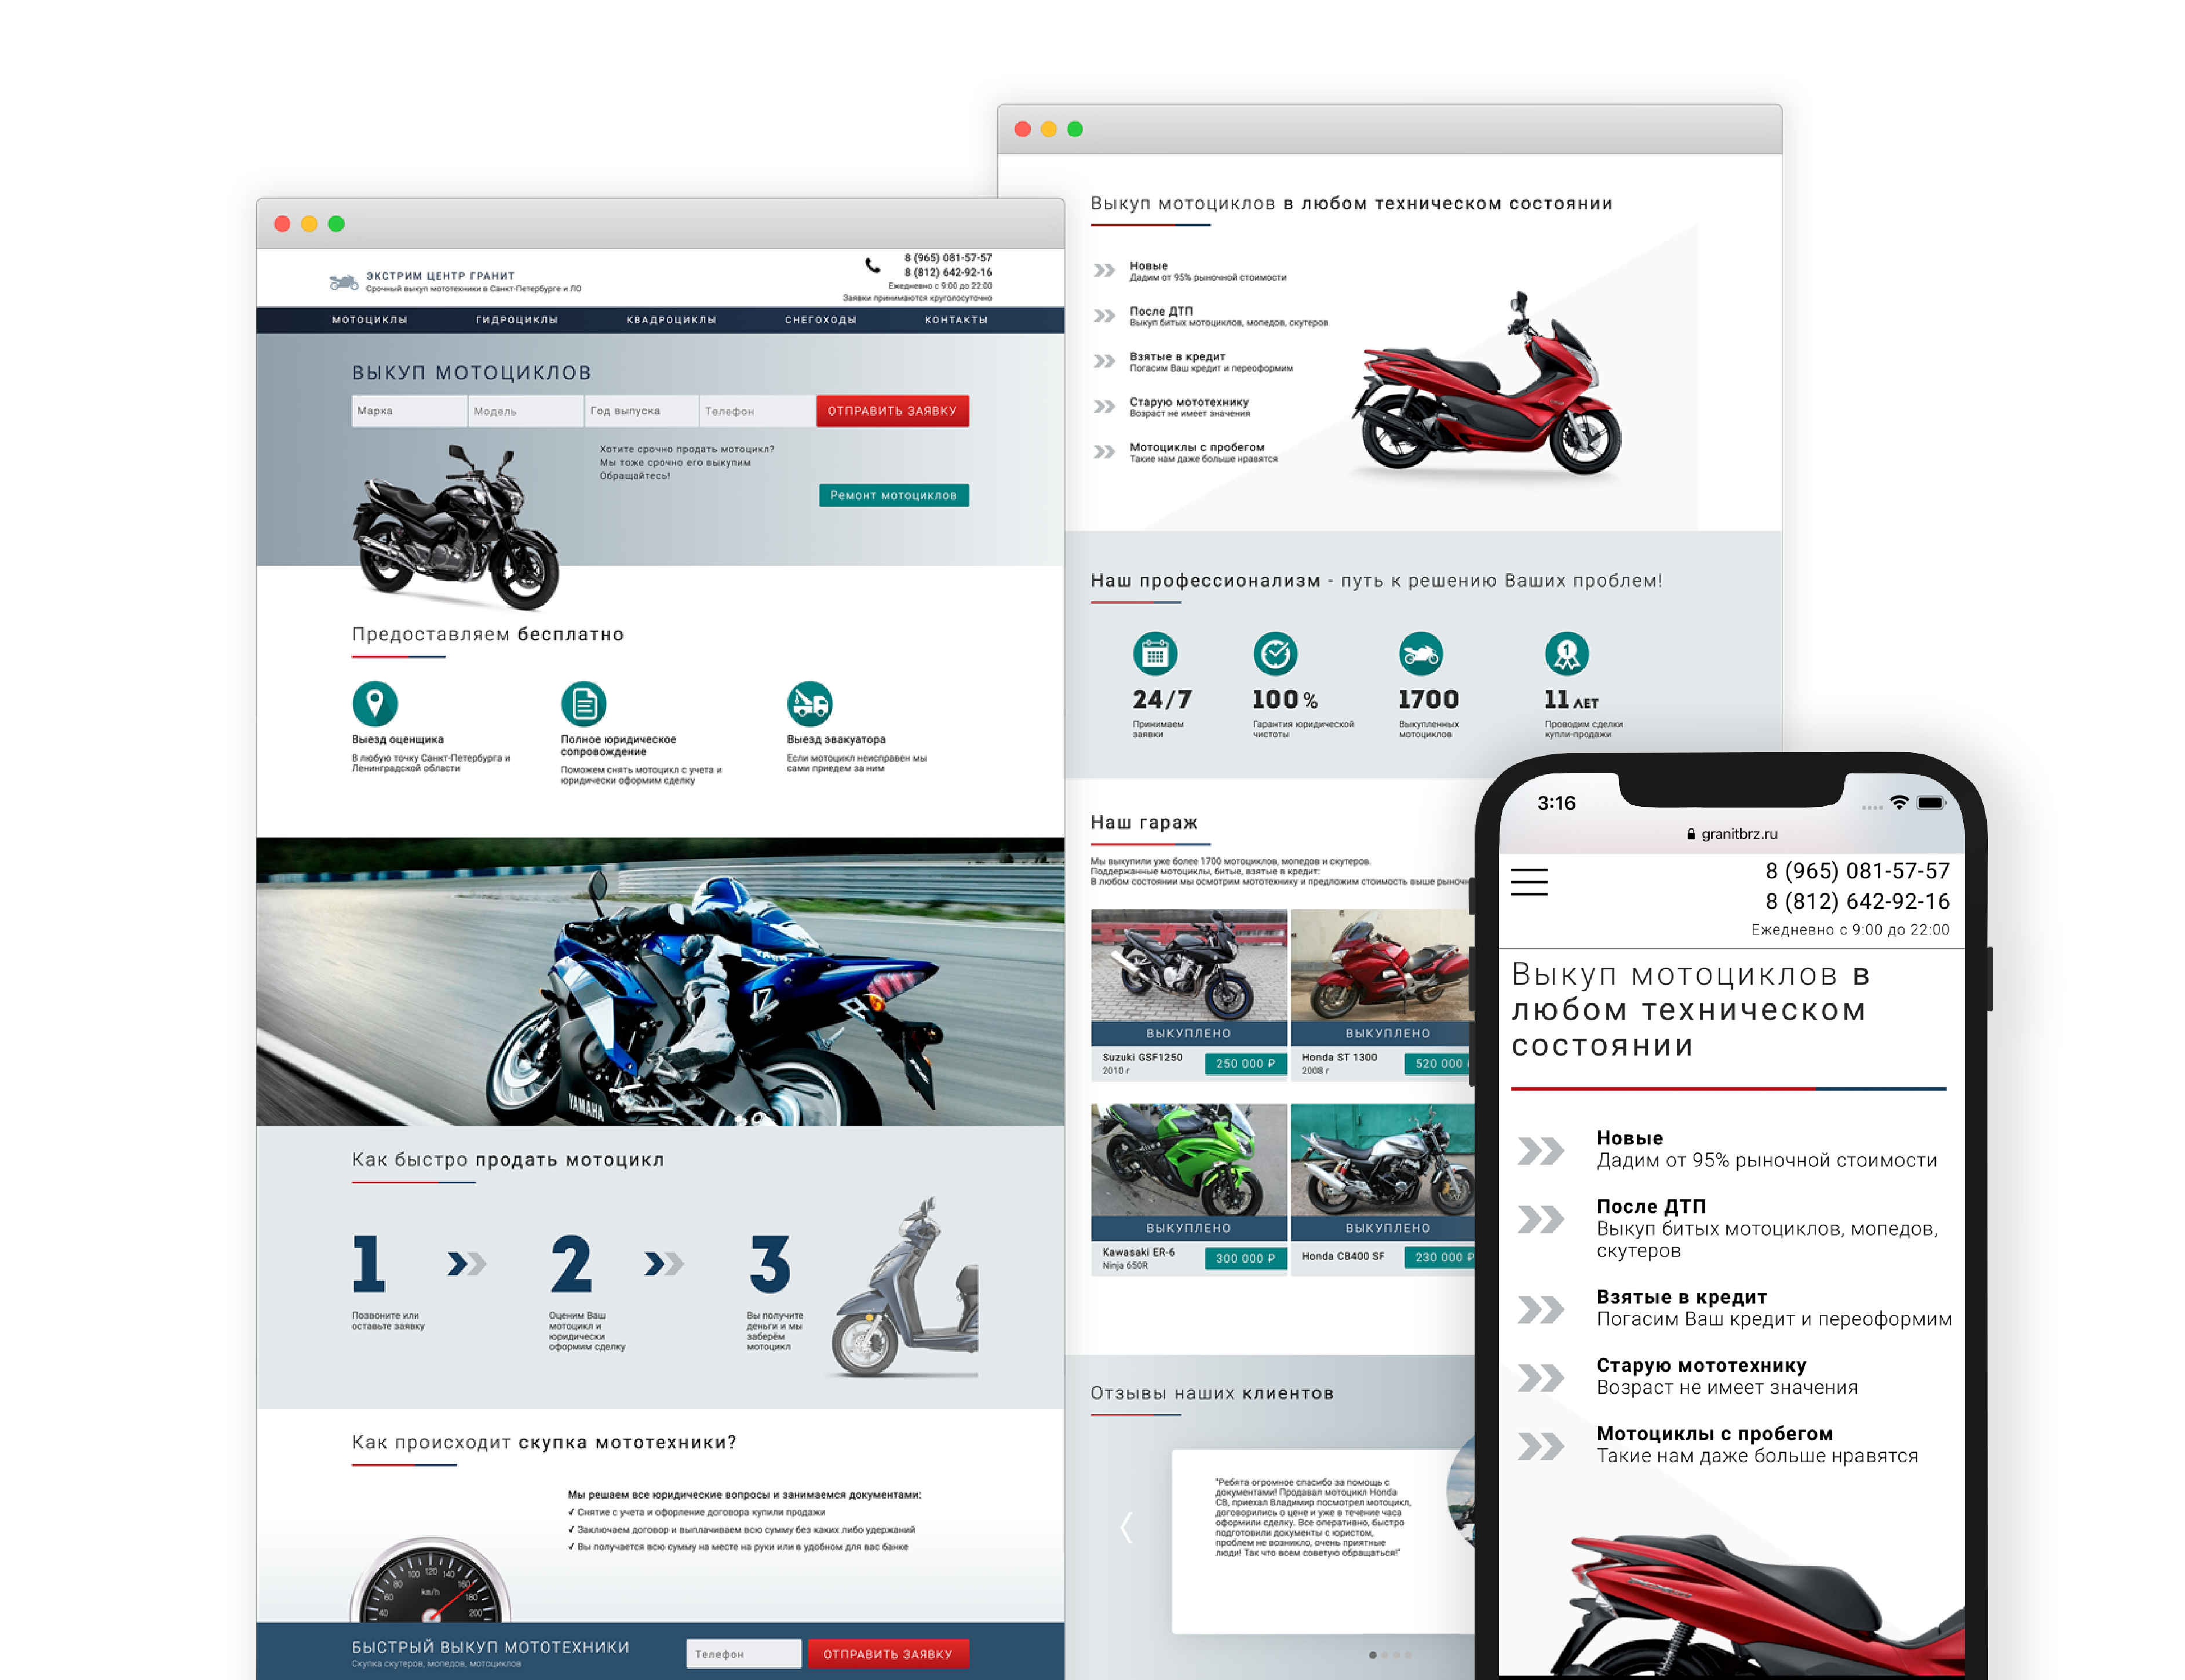 ЭКСТРИМ ЦЕНТР ГРАНИТ
Срочный выкуп мототехники в Санкт-Петербурге и ЛО
8 (965) 081-57-57
8 (812) 642-92-16
Ежедневно с 9:00 до 22:00
Заявки принимаются круглосуточно
МОТОЦИКЛЫ ГИДРОЦИКЛЫ КВАДРОЦИКЛЫ СНЕГОХОДЫ КОНТАКТЫ
ВЫКУП МОТОЦИКЛОВ
Марка Модель Год выпуска Телефон ОТПРАВИТЬ ЗАЯВКУ
Хотите срочно продать мотоцикл?
Мы тоже срочно его выкупим
Обращайтесь!
Ремонт мотоциклов
Предоставляем бесплатно
Выезд оценщика
В любую точку Санкт-Петербурга и
Ленинградской области
Полное юридическое
сопровождение
Поможем снять мотоцикл с учета и
юридически оформим сделку
Выезд эвакуатора
Если мотоцикл неисправен мы
сами приедем за ним
YAMAHA
Как быстро продать мотоцикл
1
Позвоните или
оставьте заявку
2
Оценим Ваш
мотоцикл и
юридически
оформим сделку
3
Вы получите
деньги и мы
заберём
мотоцикл
Как происходит скупка мототехники?
Мы решаем все юридические вопросы и занимаемся документами:
✓ Снятие с учета и офорление договора купили продажи
✓ Заключаем договор и выплачиваем всю сумму без каких либо удержаний
✓ Вы получается всю сумму на месте на руки или в удобном для вас банке
40 60 80 100 120 140 160 180 200
km/h
БЫСТРЫЙ ВЫКУП МОТОТЕХНИКИ
Скупка скутеров, мопедов, мотоциклов
Телефон ОТПРАВИТЬ ЗАЯВКУ
Выкуп мотоциклов в любом техническом состоянии
Новые
Дадим от 95% рыночной стоимости
После ДТП
Выкуп битых мотоциклов, мопедов, скутеров
Взятые в кредит
Погасим Ваш кредит и переоформим
Старую мототехнику
Возраст не имеет значения
Мотоциклы с пробегом
Такие нам даже больше нравятся
Наш профессионализм - путь к решению Ваших проблем!
24/7
Принимаем
заявки
100 %
Гарантия юридической
чистоты
1700
Выкупленных
мотоциклов
1
11 ЛЕТ
Проводим сделки
купли-продажи
Наш гараж
Мы выкупили уже более 1700 мотоциклов, мопедов и скутеров.
Поддержанные мотоциклы, битые, взятые в кредит:
В любом состоянии мы осмотрим мототехнику и предложим стоимость выше рыноч
ВЫКУПЛЕНО
Suzuki GSF1250
2010 г
250 000 ₽
ВЫКУПЛЕНО
Honda ST 1300
2008 г
520 000
ВЫКУПЛЕНО
Kawasaki ER-6
Ninja 650R
300 000 ₽
ВЫКУПЛЕНО
Honda CB400 SF
230 000 ₽
Отзывы наших клиентов
"Ребята огромное спасибо за помощь с
документами! Продавал мотоцикл Honda
CB, приехал Владимир посмотрел мотоцикл,
договорились о цене и уже в течение часа
оформили сделку. Все оперативно, быстро
подготовили документы с юристом,
проблем не возникло, очень приятные
люди! Так что всем советую обращаться!"
3:16
granitbrz.ru
8 (965) 081-57-57
8 (812) 642-92-16
Ежедневно с 9:00 до 22:00
Выкуп мотоциклов в
любом техническом
состоянии
Новые
Дадим от 95% рыночной стоимости
После ДТП
Выкуп битых мотоциклов, мопедов,
скутеров
Взятые в кредит
Погасим Ваш кредит и переоформим
Старую мототехнику
Возраст не имеет значения
Мотоциклы с пробегом
Такие нам даже больше нравятся